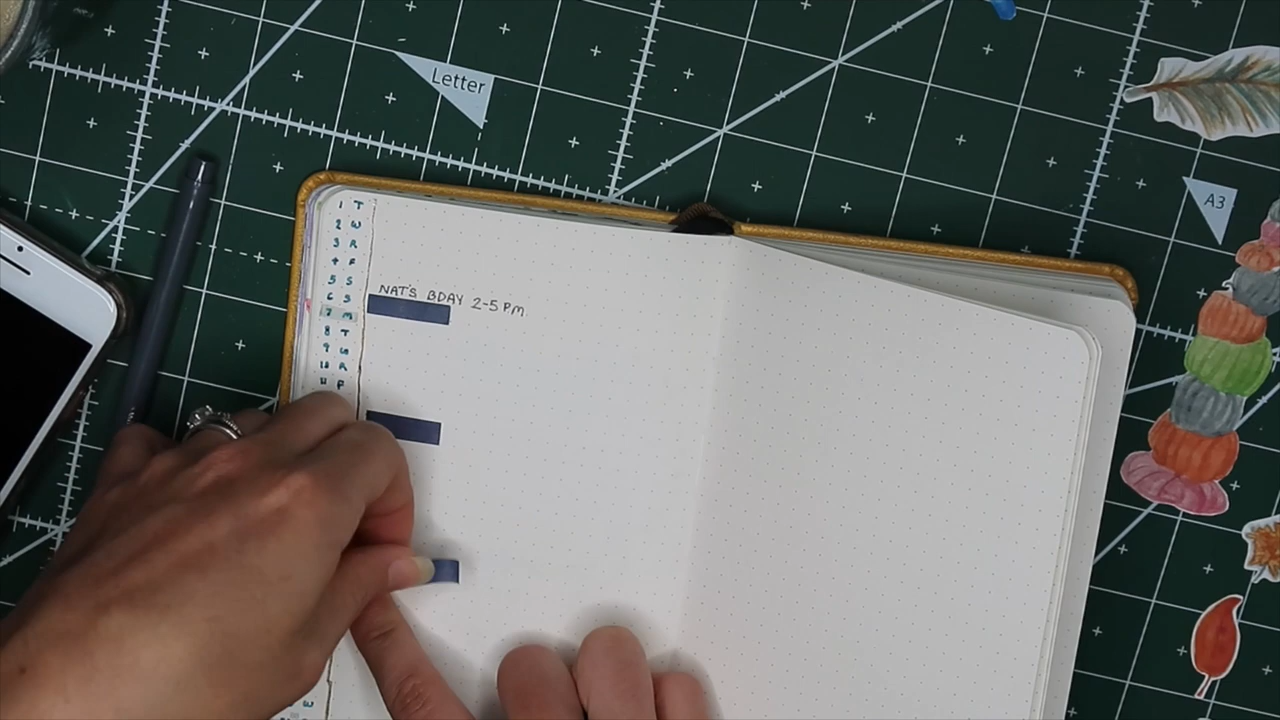 Letter
A3
1 T
2 W
3 R
4 F
5 S
6 S
NAT'S BDAY 2-5 PM
7 M
8 T
9 W
10 R
11 F
W